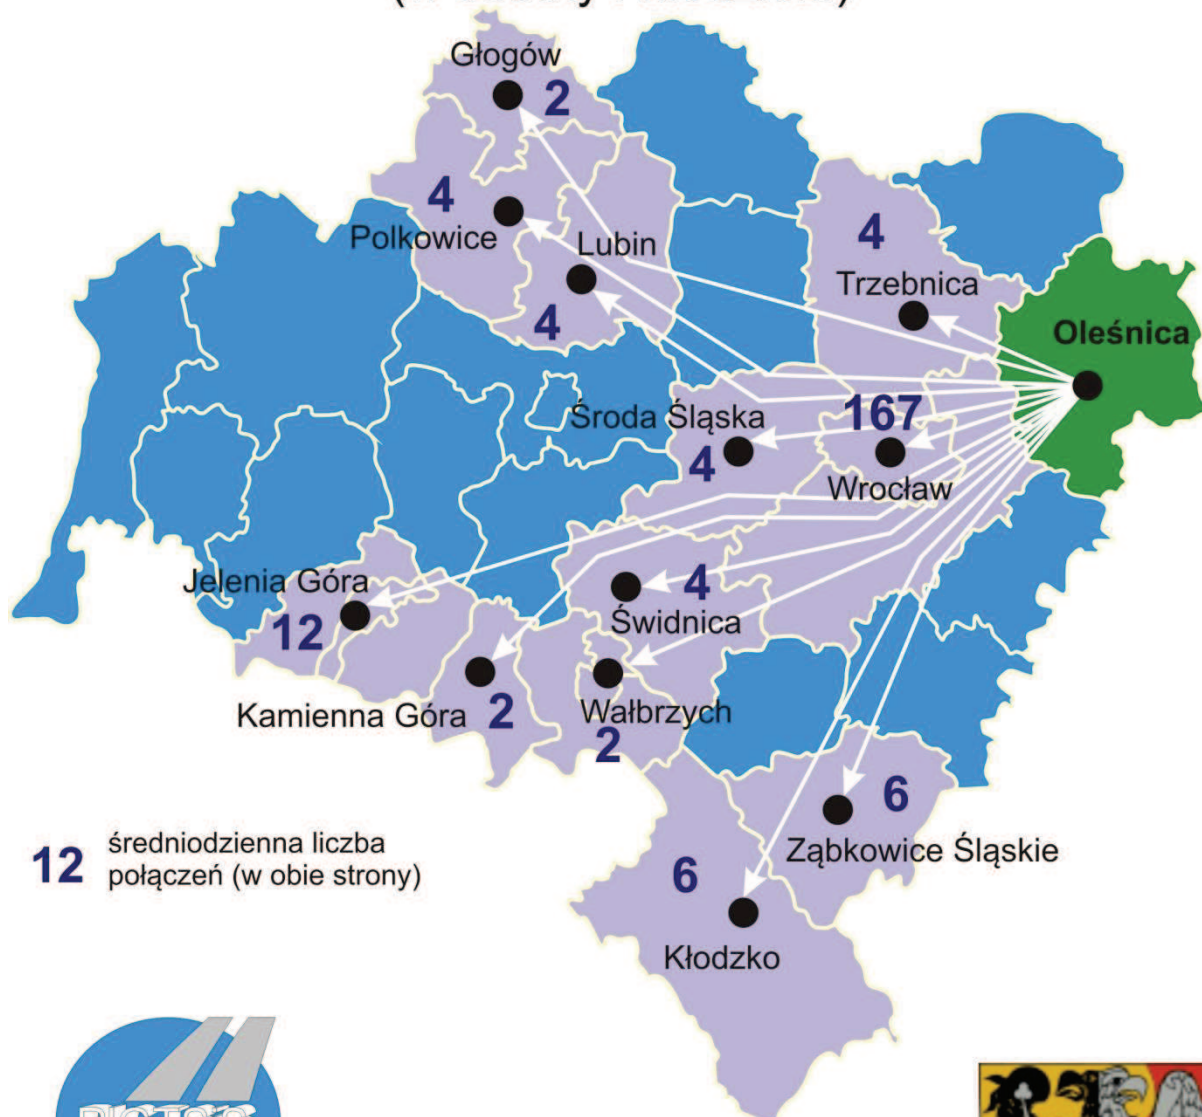 Głogów
2
4
Polkowice
Lubin
4
4
Trzebnica
Oleśnica
Środa Śląska
4
167
Wrocław
Jelenia Góra
12
4
Świdnica
Kamienna Góra
2
Wałbrzych
2
6
Ząbkowice Śląskie
6
Kłodzko
12 średniodzienna liczba
połączeń (w obie strony)